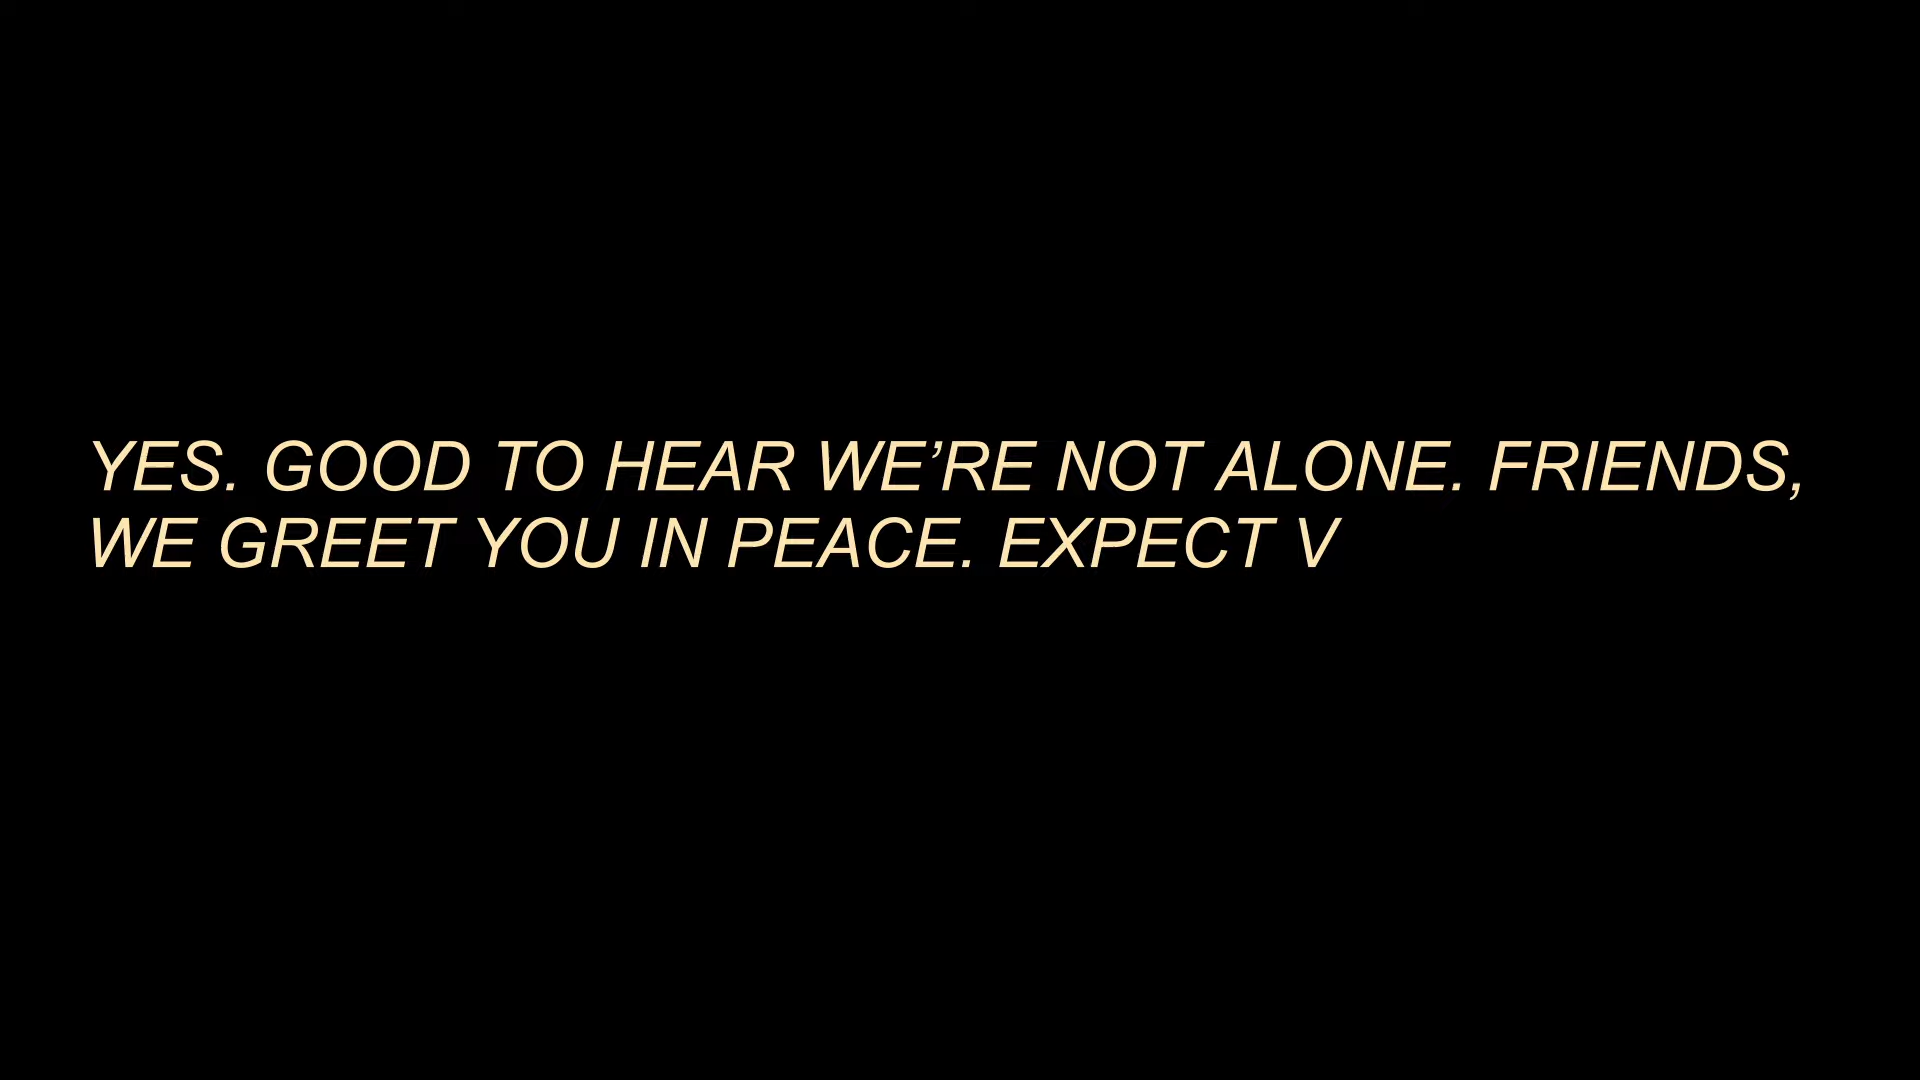 YES. GOOD TO HEAR WE’RE NOT ALONE. FRIENDS,
WE GREET YOU IN PEACE. EXPECT V